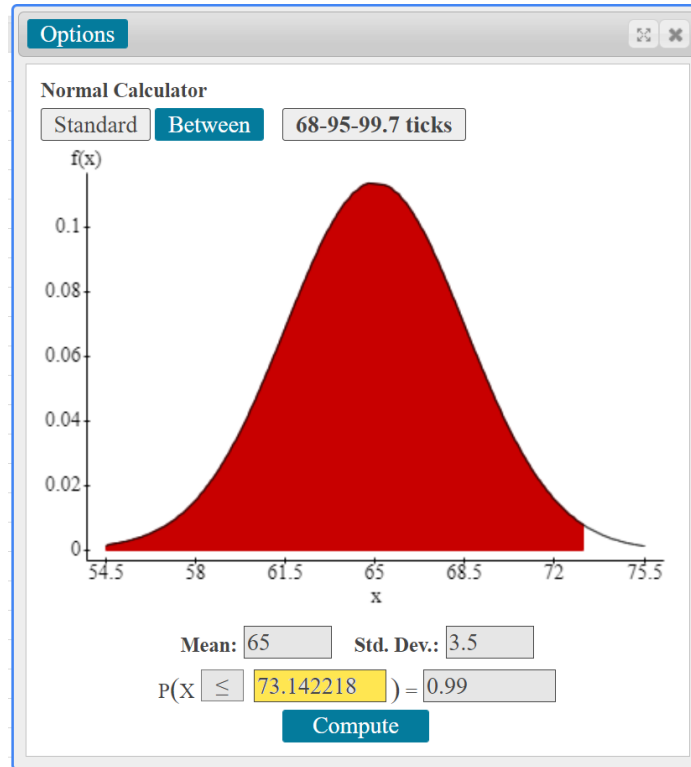 Options
Normal Calculator
Standard Between 68-95-99.7 ticks
f(x)
0.1
0.08
0.06
0.04
0.02
0
54.5 58 61.5 65 68.5 72 75.5
x
Mean: 65 Std. Dev.: 3.5
P(X ≤ 73.142218 ) = 0.99
Compute